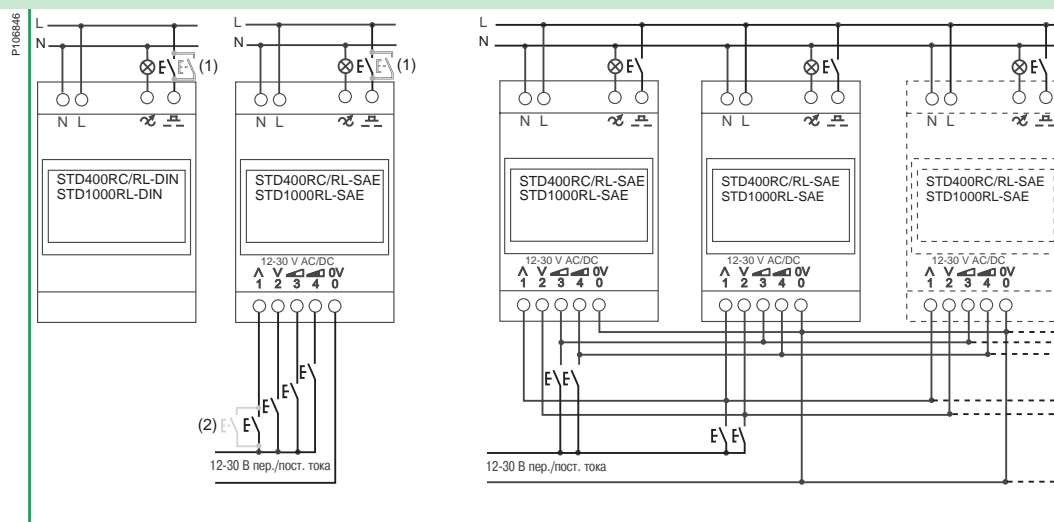 P106846
L
N
E E (1)
N L
STD400RC/RL-DIN
STD1000RL-DIN
L
N
E E (1)
N L
STD400RC/RL-SAE
STD1000RL-SAE
12-30 V AC/DC
0V
1 2 3 4 0
E
E
E
(2) E E
12-30 В пер./пост. тока
L
N
E E E
N L N L N L
STD400RC/RL-SAE STD400RC/RL-SAE STD400RC/RL-SAE
STD1000RL-SAE STD1000RL-SAE STD1000RL-SAE
12-30 V AC/DC 12-30 V AC/DC 12-30 V AC/DC
0V 0V 0V
1 2 3 4 0 1 2 3 4 0 1 2 3 4 0
E E
E E
12-30 В пер./пост. тока